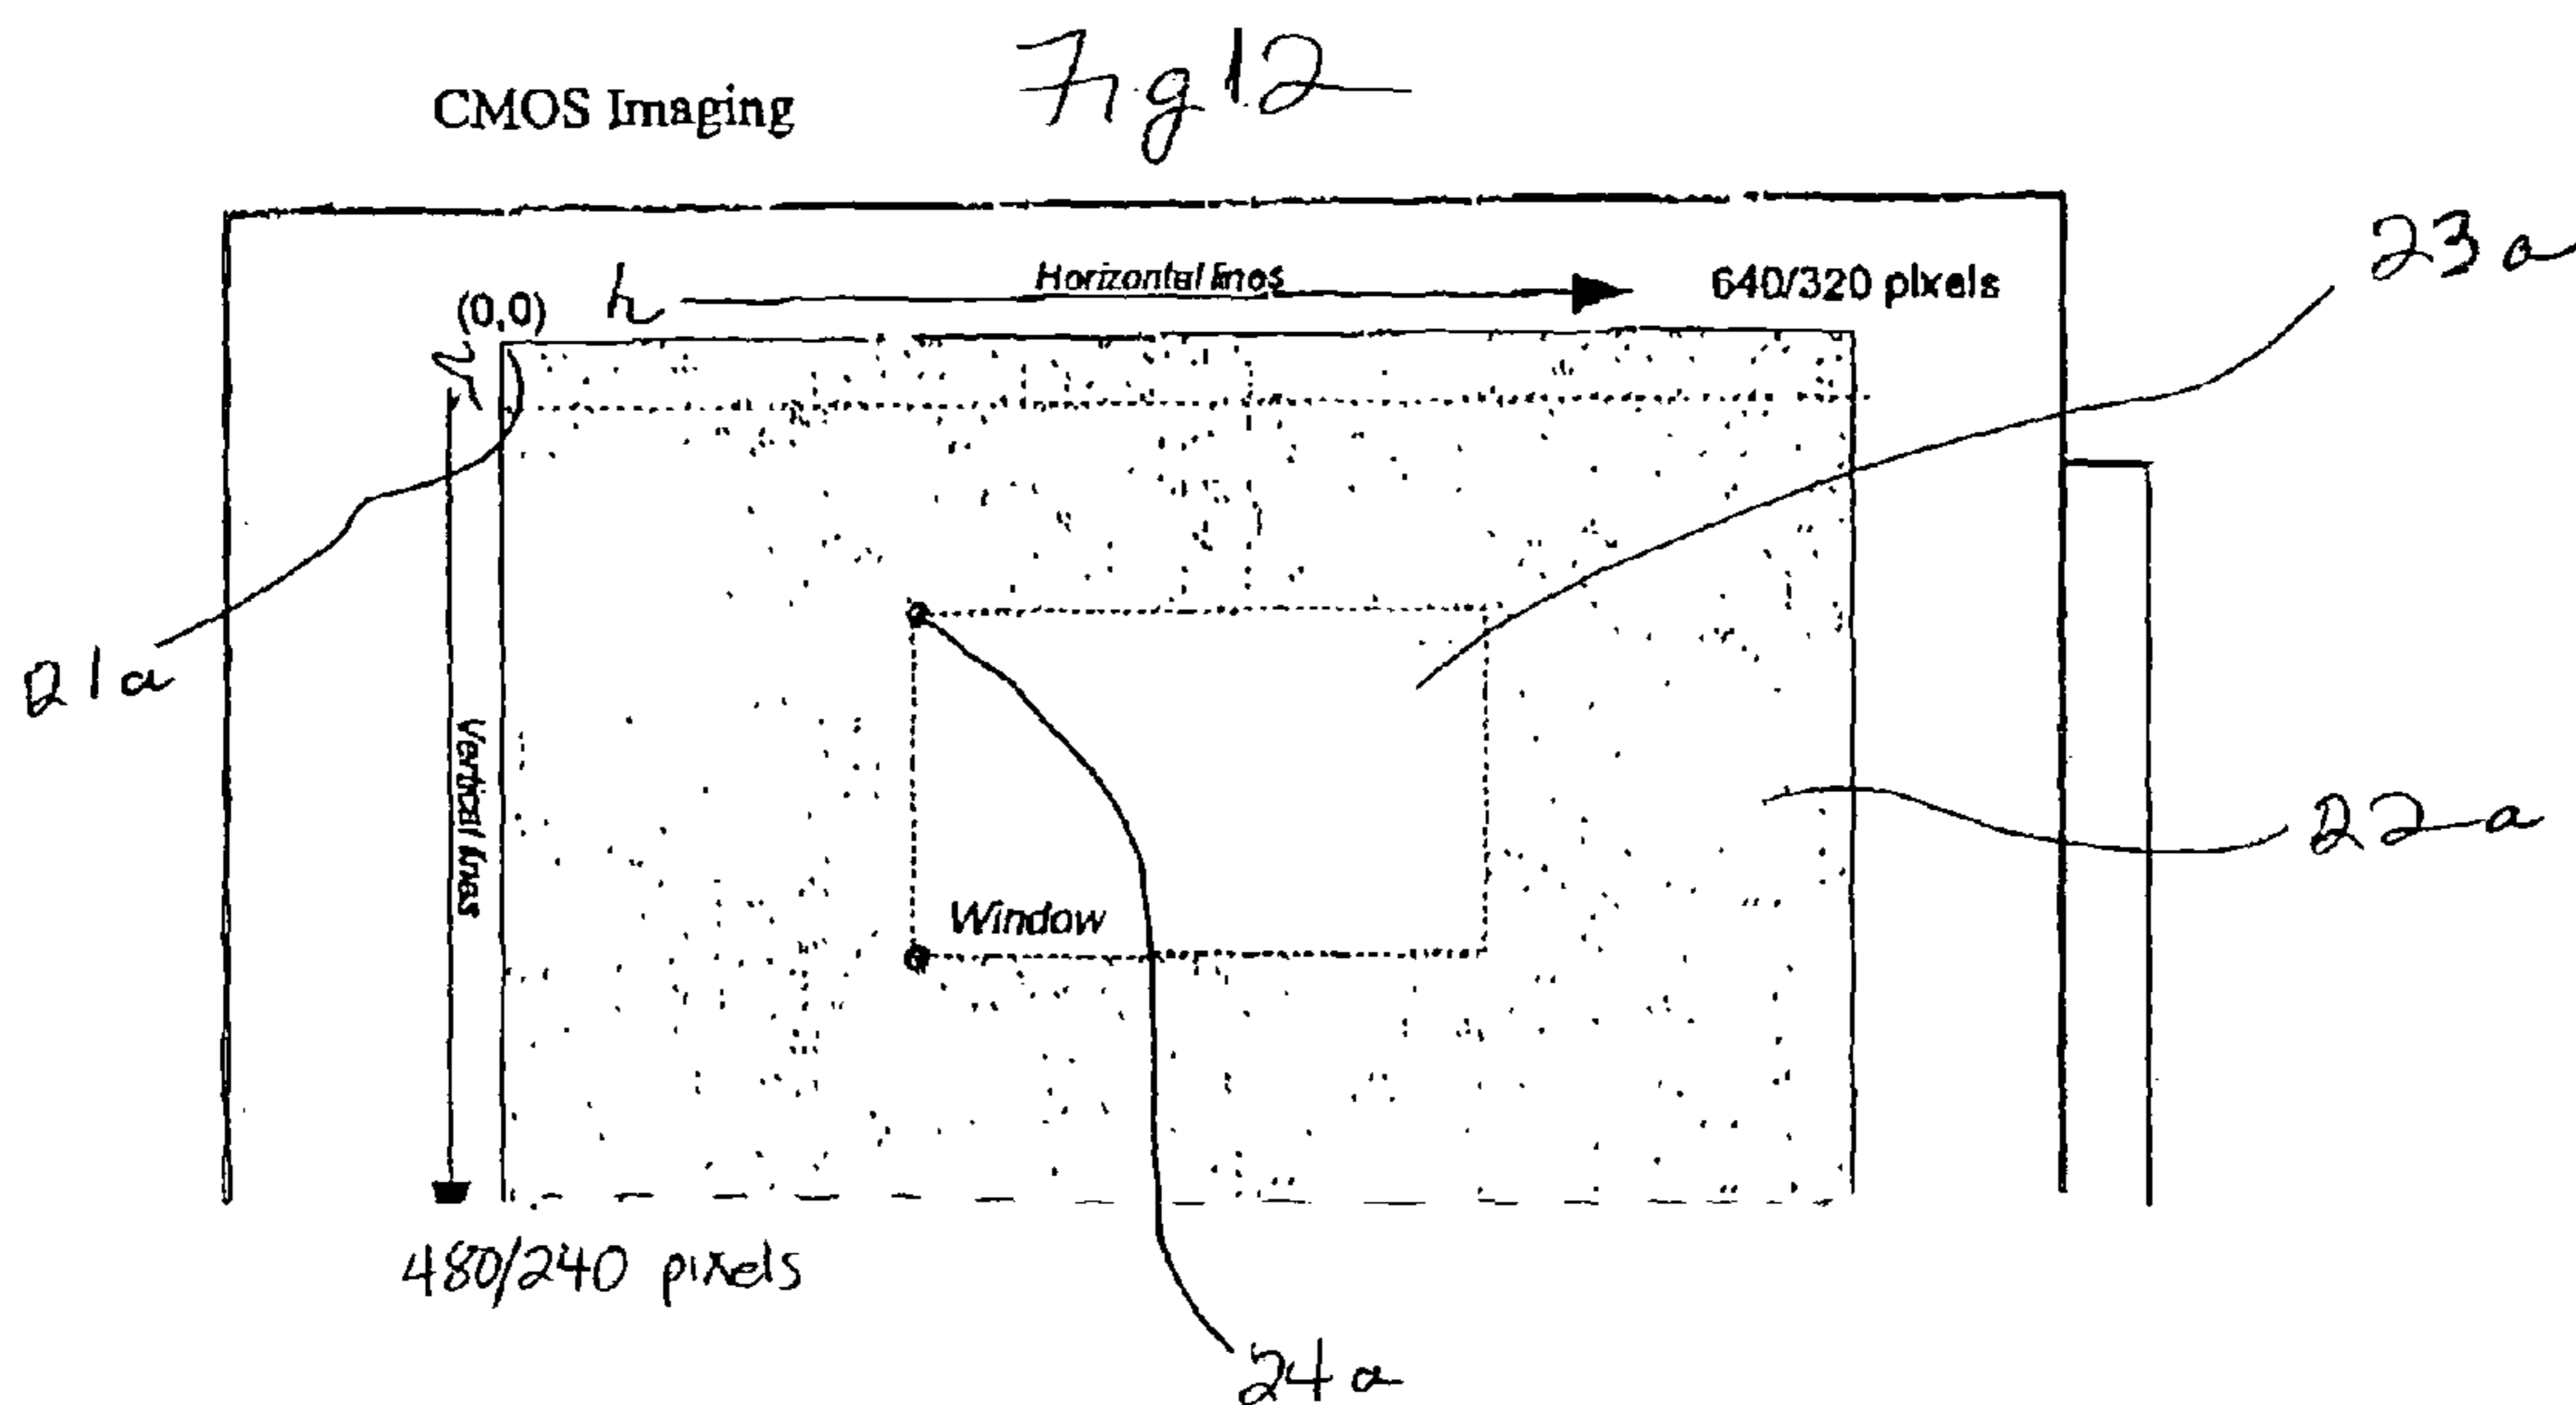 CMOS Imaging
Fig 12
23a
(0,0)
h
Horizontal lines
640/320 pixels
21a
Vertical lines
22a
Window
480/240 pixels
24a